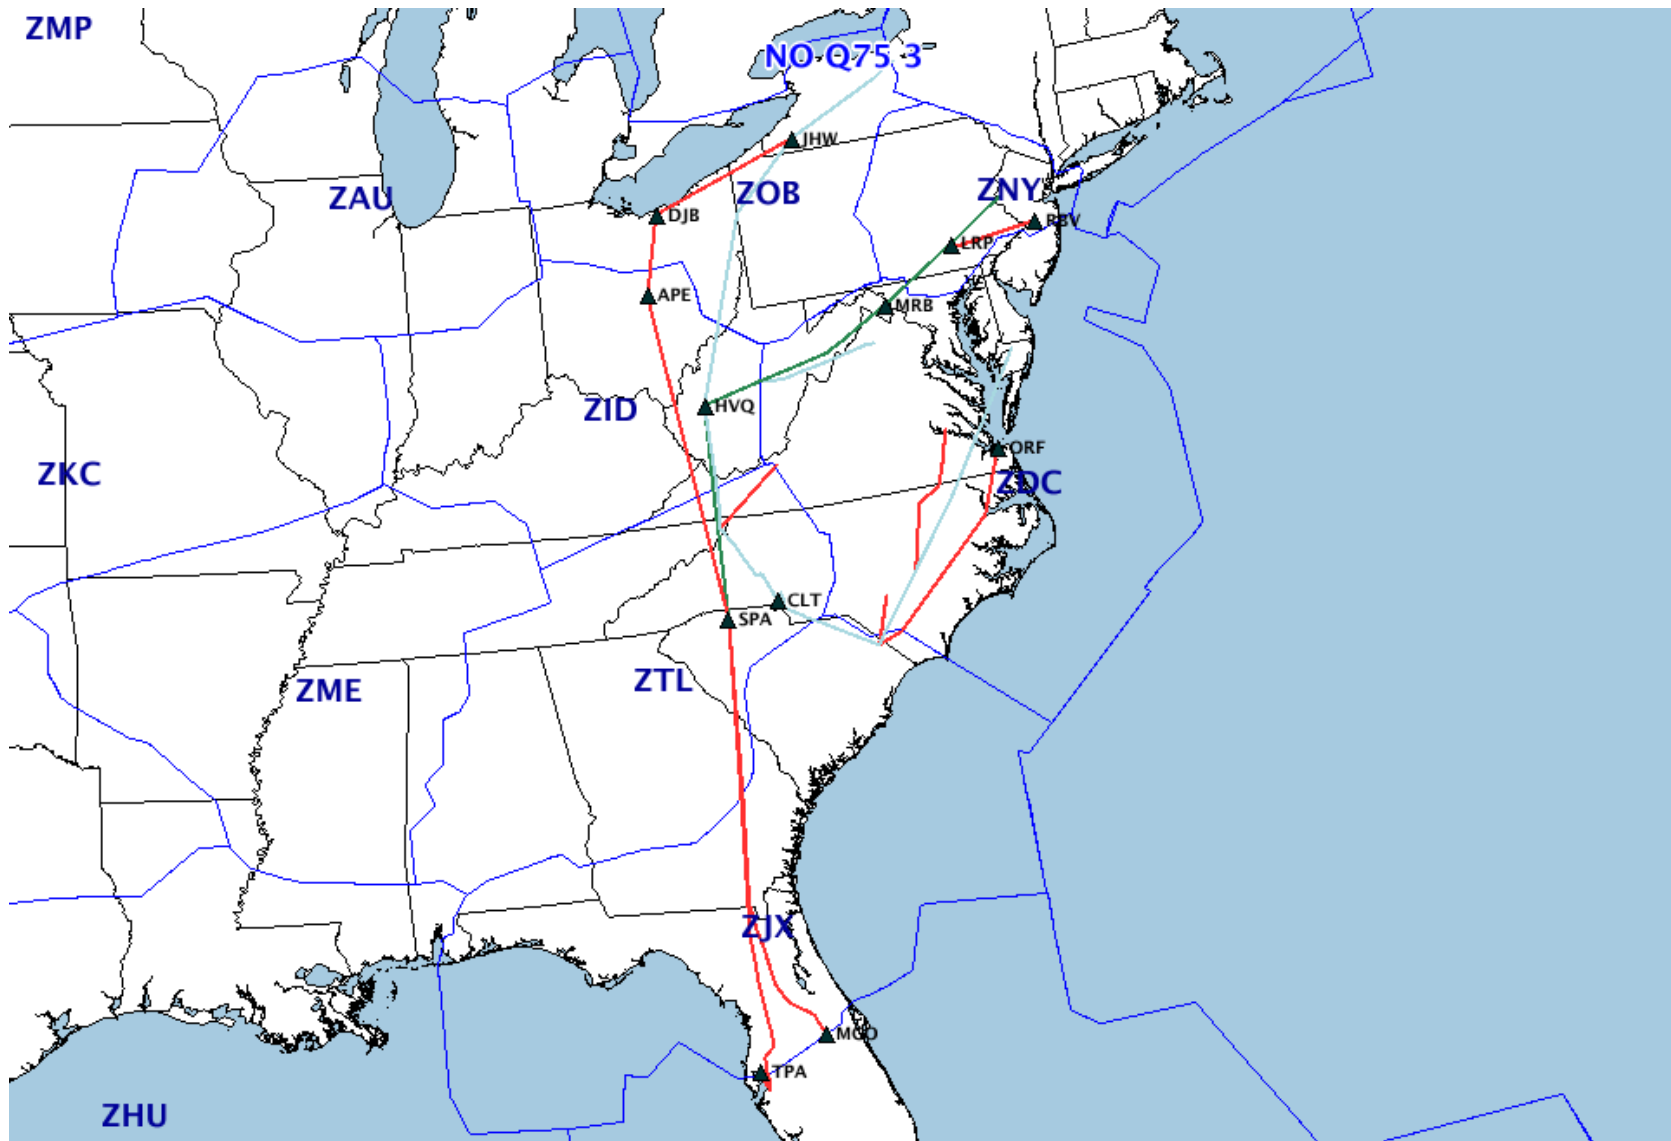 ZMP
NO Q75 3
JHW
ZAU
ZOB
ZNY
DJB
RBV
LRP
APE
MRB
ZID
HVQ
ORF
ZKC
ZDC
CLT
SPA
ZME
ZTL
ZJX
MCO
TPA
ZHU